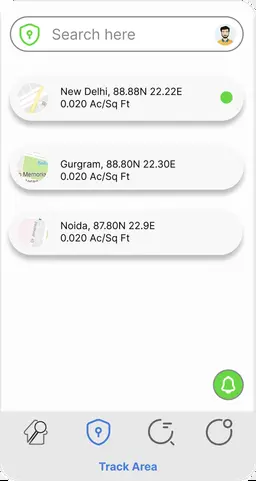 Search here
New Delhi, 88.88N 22.22E
0.020 Ac/Sq Ft
Gurgram, 88.80N 22.30E
0.020 Ac/Sq Ft
Noida, 87.80N 22.9E
0.020 Ac/Sq Ft
Track Area